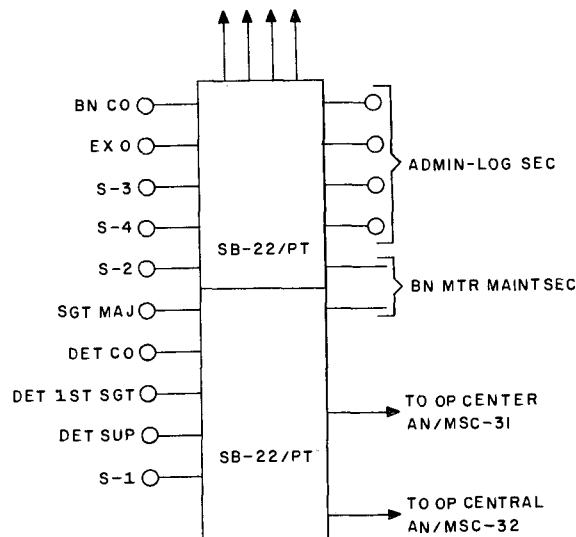 BN CO
EX O
S-3
S-4
S-2
SGT MAJ
DET CO
DET 1ST SGT
DET SUP
S-1
SB-22/PT
SB-22/PT
ADMIN-LOG SEC
BN MTR MAINTSEC
TO OP CENTER
AN/MSC-31
TO OP CENTRAL
AN/MSC-32